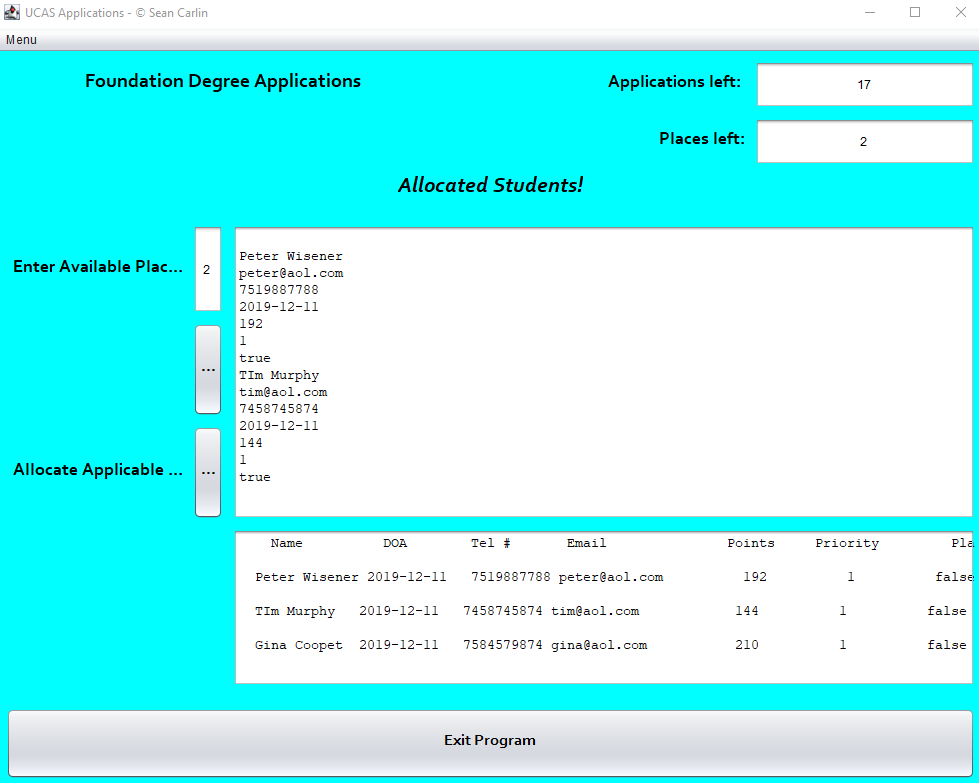 UCAS Applications - © Sean Carlin
Menu
Foundation Degree Applications
Applications left: 17
Places left: 2
Allocated Students!
Enter Available Plac... 2
...
Allocate Applicable ... ...
Peter Wisener
peter@aol.com
7519887788
2019-12-11
192
1
true
TIm Murphy
tim@aol.com
7458745874
2019-12-11
144
1
true
Name DOA Tel # Email Points Priority Pla
Peter Wisener 2019-12-11 7519887788 peter@aol.com 192 1 false
TIm Murphy 2019-12-11 7458745874 tim@aol.com 144 1 false
Gina Coopet 2019-12-11 7584579874 gina@aol.com 210 1 false
Exit Program